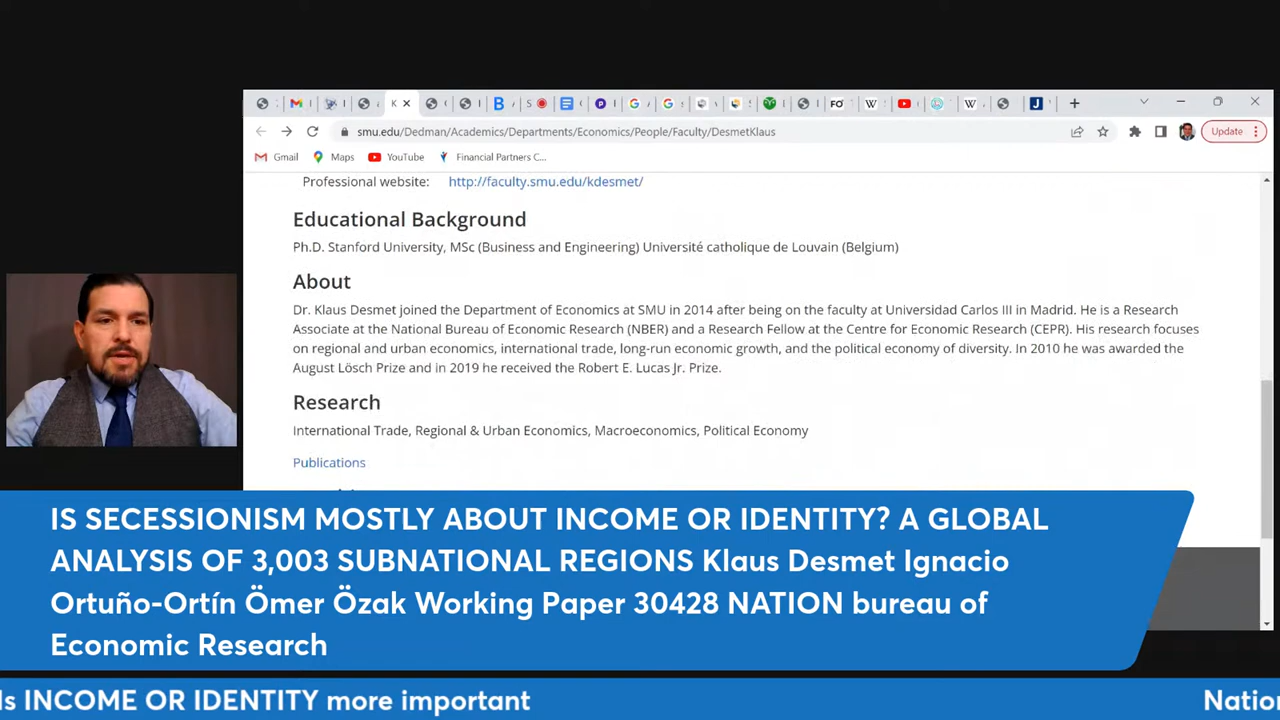 smu.edu/Dedman/Academics/Departments/Economics/People/Faculty/DesmetKlaus
Update
Gmail Maps YouTube Financial Partners C...
Professional website: http://faculty.smu.edu/kdesmet/
Educational Background
Ph.D. Stanford University, MSc (Business and Engineering) Université catholique de Louvain (Belgium)
About
Dr. Klaus Desmet joined the Department of Economics at SMU in 2014 after being on the faculty at Universidad Carlos III in Madrid. He is a Research
Associate at the National Bureau of Economic Research (NBER) and a Research Fellow at the Centre for Economic Research (CEPR). His research focuses
on regional and urban economics, international trade, long-run economic growth, and the political economy of diversity. In 2010 he was awarded the
August Lösch Prize and in 2019 he received the Robert E. Lucas Jr. Prize.
Research
International Trade, Regional & Urban Economics, Macroeconomics, Political Economy
Publications
IS SECESSIONISM MOSTLY ABOUT INCOME OR IDENTITY? A GLOBAL
ANALYSIS OF 3,003 SUBNATIONAL REGIONS Klaus Desmet Ignacio
Ortuño-Ortín Ömer Özak Working Paper 30428 NATION bureau of
Economic Research
Is INCOME OR IDENTITY more important